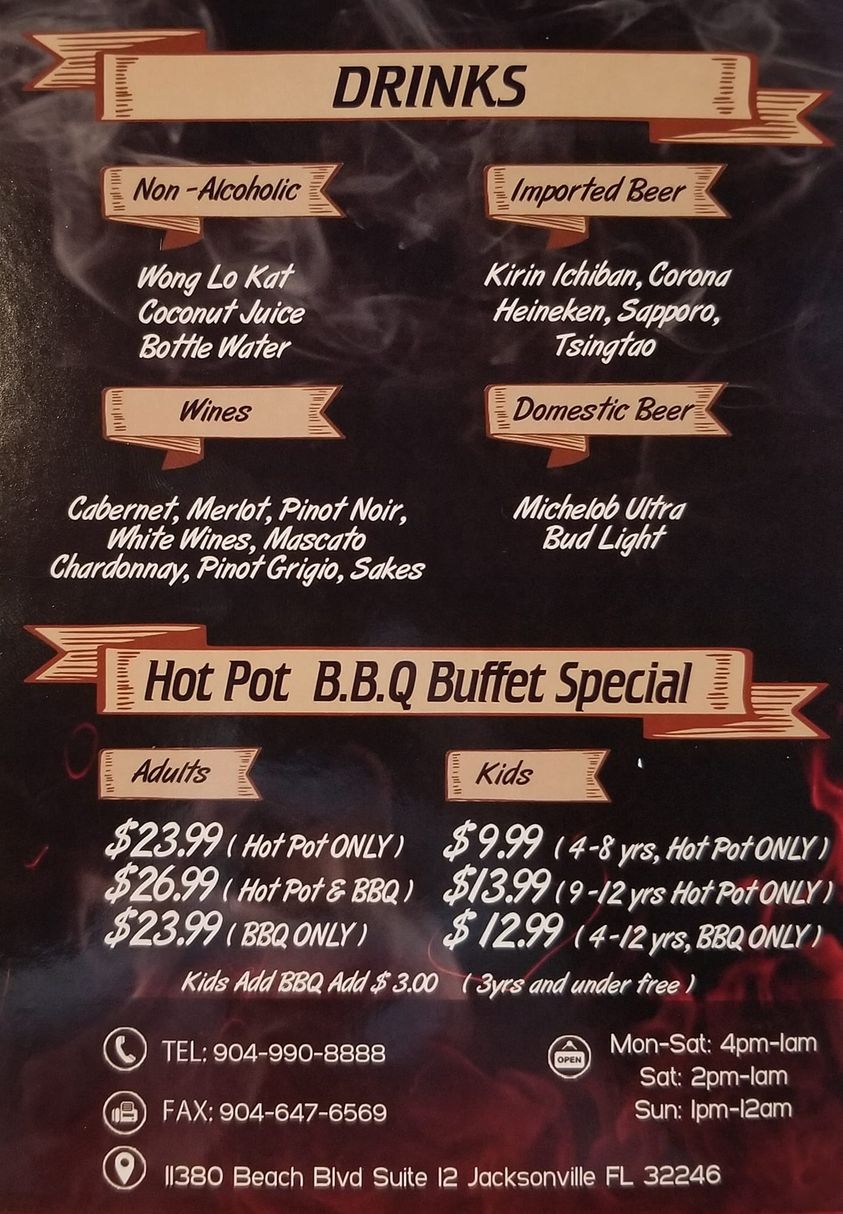 DRINKS
Non-Alcoholic
Wong Lo Kat
Coconut Juice
Bottle Water
Imported Beer
Kirin Ichiban, Corona
Heineken, Sapporo,
Tsingtao
Wines
Cabernet, Merlot, Pinot Noir,
White Wines, Mascato
Chardonnay, Pinot Grigio, Sakes
Domestic Beer
Michelob Ultra
Bud Light
Hot Pot B.B.Q Buffet Special
Adults
$23.99 ( Hot Pot ONLY )
$26.99 ( Hot Pot & BBQ )
$23.99 ( BBQ ONLY )
Kids
$9.99 ( 4-8 yrs, Hot Pot ONLY )
$13.99 ( 9-12 yrs Hot Pot ONLY )
$12.99 ( 4-12 yrs, BBQ ONLY )
Kids Add BBQ Add $3.00 ( 3yrs and under free )
TEL: 904-990-8888
FAX: 904-647-6569
11380 Beach Blvd Suite 12 Jacksonville FL 32246
OPEN
Mon-Sat: 4pm-1am
Sat: 2pm-1am
Sun: 1pm-12am